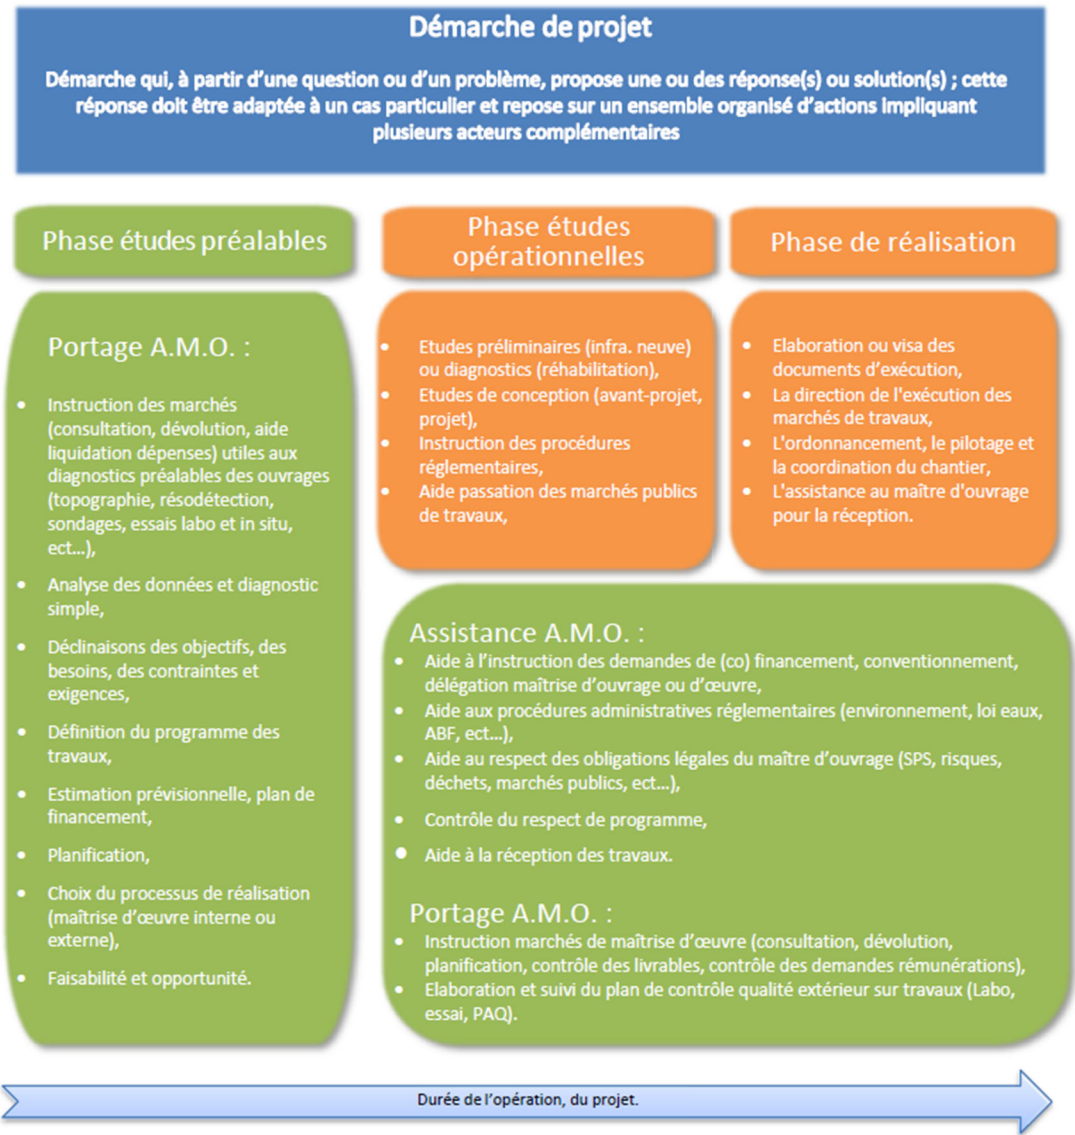 Démarche de projet
Démarche qui, à partir d'une question ou d'un problème, propose une ou des réponse(s) ou solution(s) ; cette
réponse doit être adaptée à un cas particulier et repose sur un ensemble organisé d'actions impliquant
plusieurs acteurs complémentaires
Phase études préalables
Portage A.M.O. :
• Instruction des marchés
(consultation, dévolution, aide
liquidation dépenses) utiles aux
diagnostics préalables des ouvrages
(topographie, résodétection,
sondages, essais labo et in situ,
ect…),
• Analyse des données et diagnostic
simple,
• Déclinaisons des objectifs, des
besoins, des contraintes et
exigences,
• Définition du programme des
travaux,
• Estimation prévisionnelle, plan de
financement,
• Planification,
• Choix du processus de réalisation
(maîtrise d'œuvre interne ou
externe),
• Faisabilité et opportunité.
Phase études
opérationnelles
• Etudes préliminaires (infra. neuve)
ou diagnostics (réhabilitation),
• Etudes de conception (avant-projet,
projet),
• Instruction des procédures
réglementaires,
• Aide passation des marchés publics
de travaux,
Phase de réalisation
• Elaboration ou visa des
documents d'exécution,
• La direction de l'exécution des
marchés de travaux,
• L'ordonnancement, le pilotage et
la coordination du chantier,
• L'assistance au maître d'ouvrage
pour la réception.
Assistance A.M.O. :
• Aide à l'instruction des demandes de (co) financement, conventionnement,
délégation maîtrise d'ouvrage ou d'œuvre,
• Aide aux procédures administratives réglementaires (environnement, loi eaux,
ABF, ect…),
• Aide au respect des obligations légales du maître d'ouvrage (SPS, risques,
déchets, marchés publics, ect…),
• Contrôle du respect de programme,
• Aide à la réception des travaux.
Portage A.M.O. :
• Instruction marchés de maîtrise d'œuvre (consultation, dévolution,
planification, contrôle des livrables, contrôle des demandes rémunérations),
• Elaboration et suivi du plan de contrôle qualité extérieur sur travaux (Labo,
essai, PAQ).
Durée de l'opération, du projet.